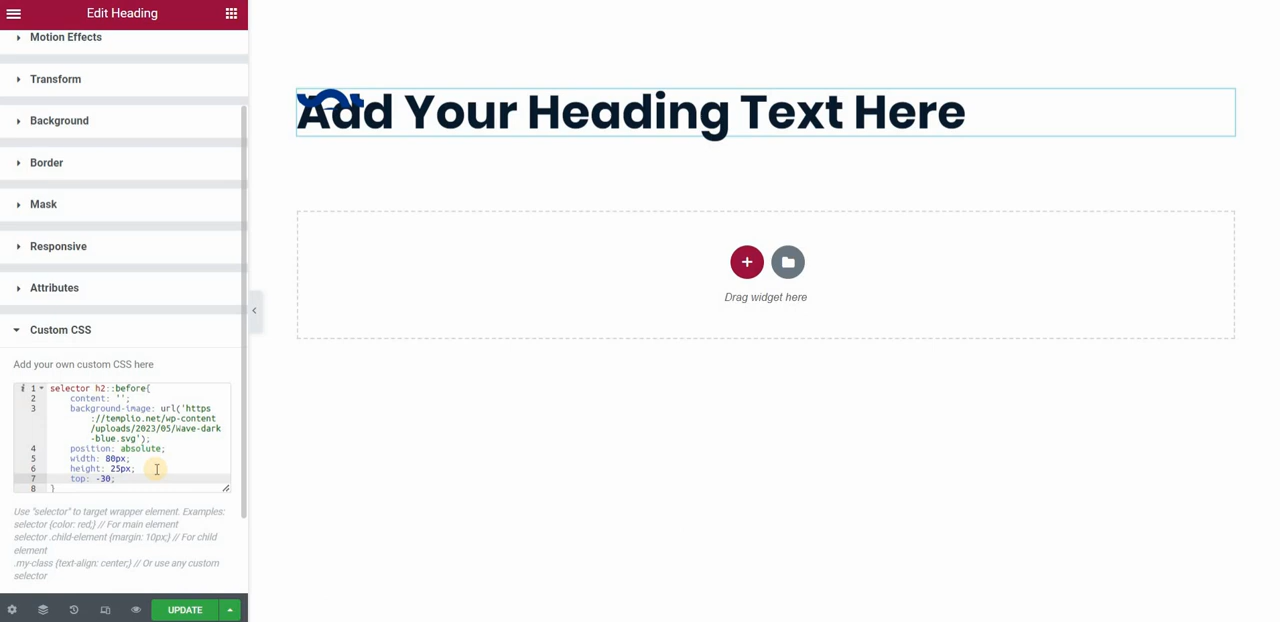 Edit Heading
Motion Effects
Transform
Background
Border
Mask
Responsive
Attributes
Custom CSS
Add your own custom CSS here
i 1 selector h2::before{
2 content: '';
3 background-image: url('https
://templio.net/wp-content
/uploads/2023/05/Wave-dark
-blue.svg');
4 position: absolute;
5 width: 80px;
6 height: 25px;
7 top: -30;
8 }
Use "selector" to target wrapper element. Examples:
selector {color: red;} // For main element
selector .child-element {margin: 10px;} // For child
element
.my-class {text-align: center;} // Or use any custom
selector
UPDATE
Add Your Heading Text Here
Drag widget here